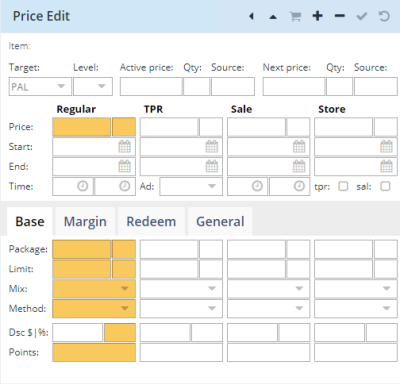 Price Edit
Item:
Target: Level: Active price: Qty: Source: Next price: Qty: Source:
PAL
Regular TPR Sale Store
Price:
Start:
End:
Time: Ad: tpr: sal:
Base Margin Redeem General
Package:
Limit:
Mix:
Method:
Dsc $|%:
Points: